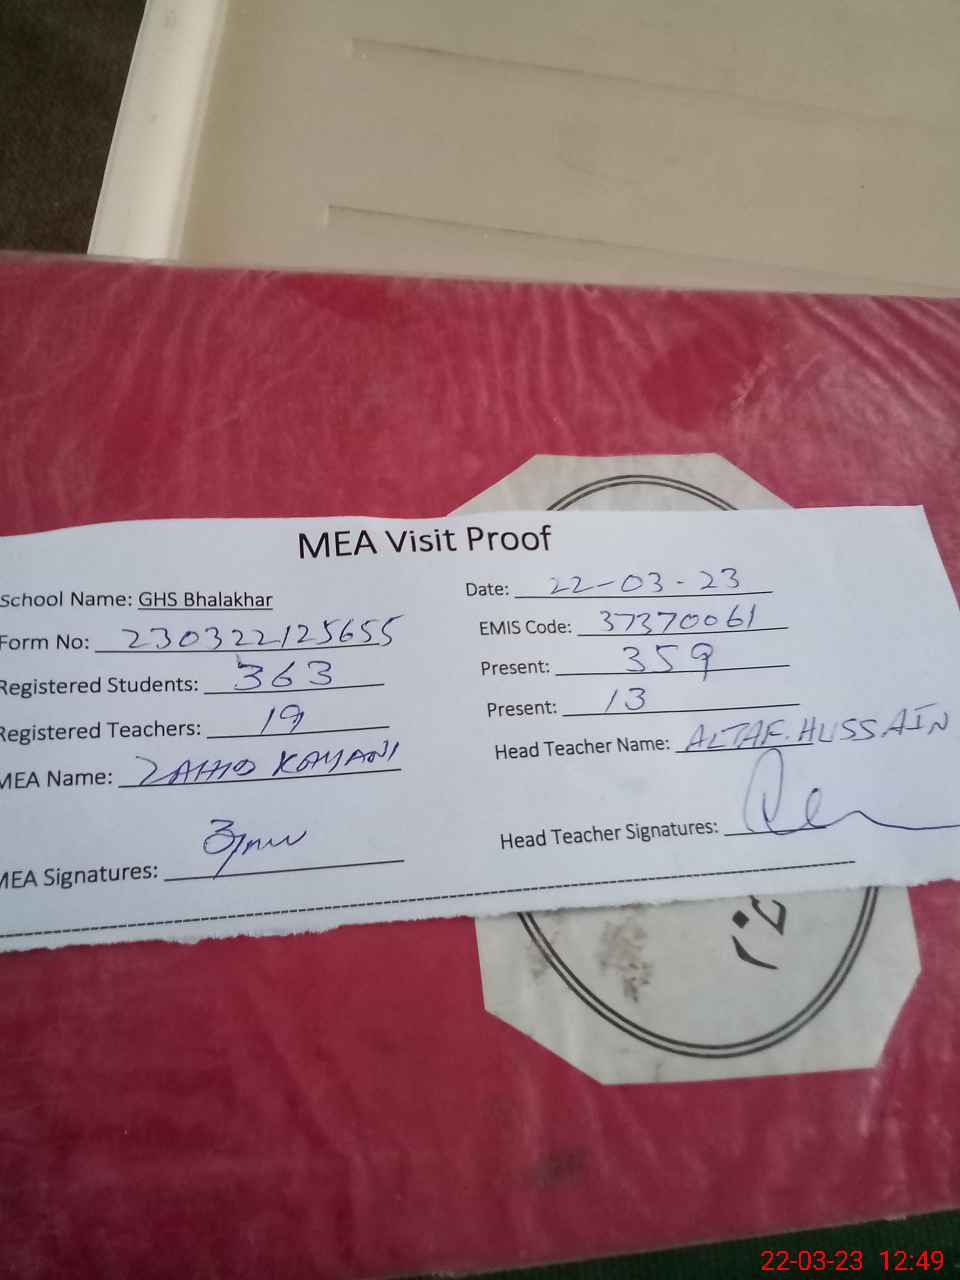 MEA Visit Proof
School Name: GHS Bhalakhar Date: 22-03-23
Form No: 230322125655 EMIS Code: 37370061
Registered Students: 363 Present: 359
Registered Teachers: 19 Present: 13
MEA Name: ZAHID KAYANI Head Teacher Name: ALTAF HUSSAIN
MEA Signatures: Head Teacher Signatures:
22-03-23 12:49